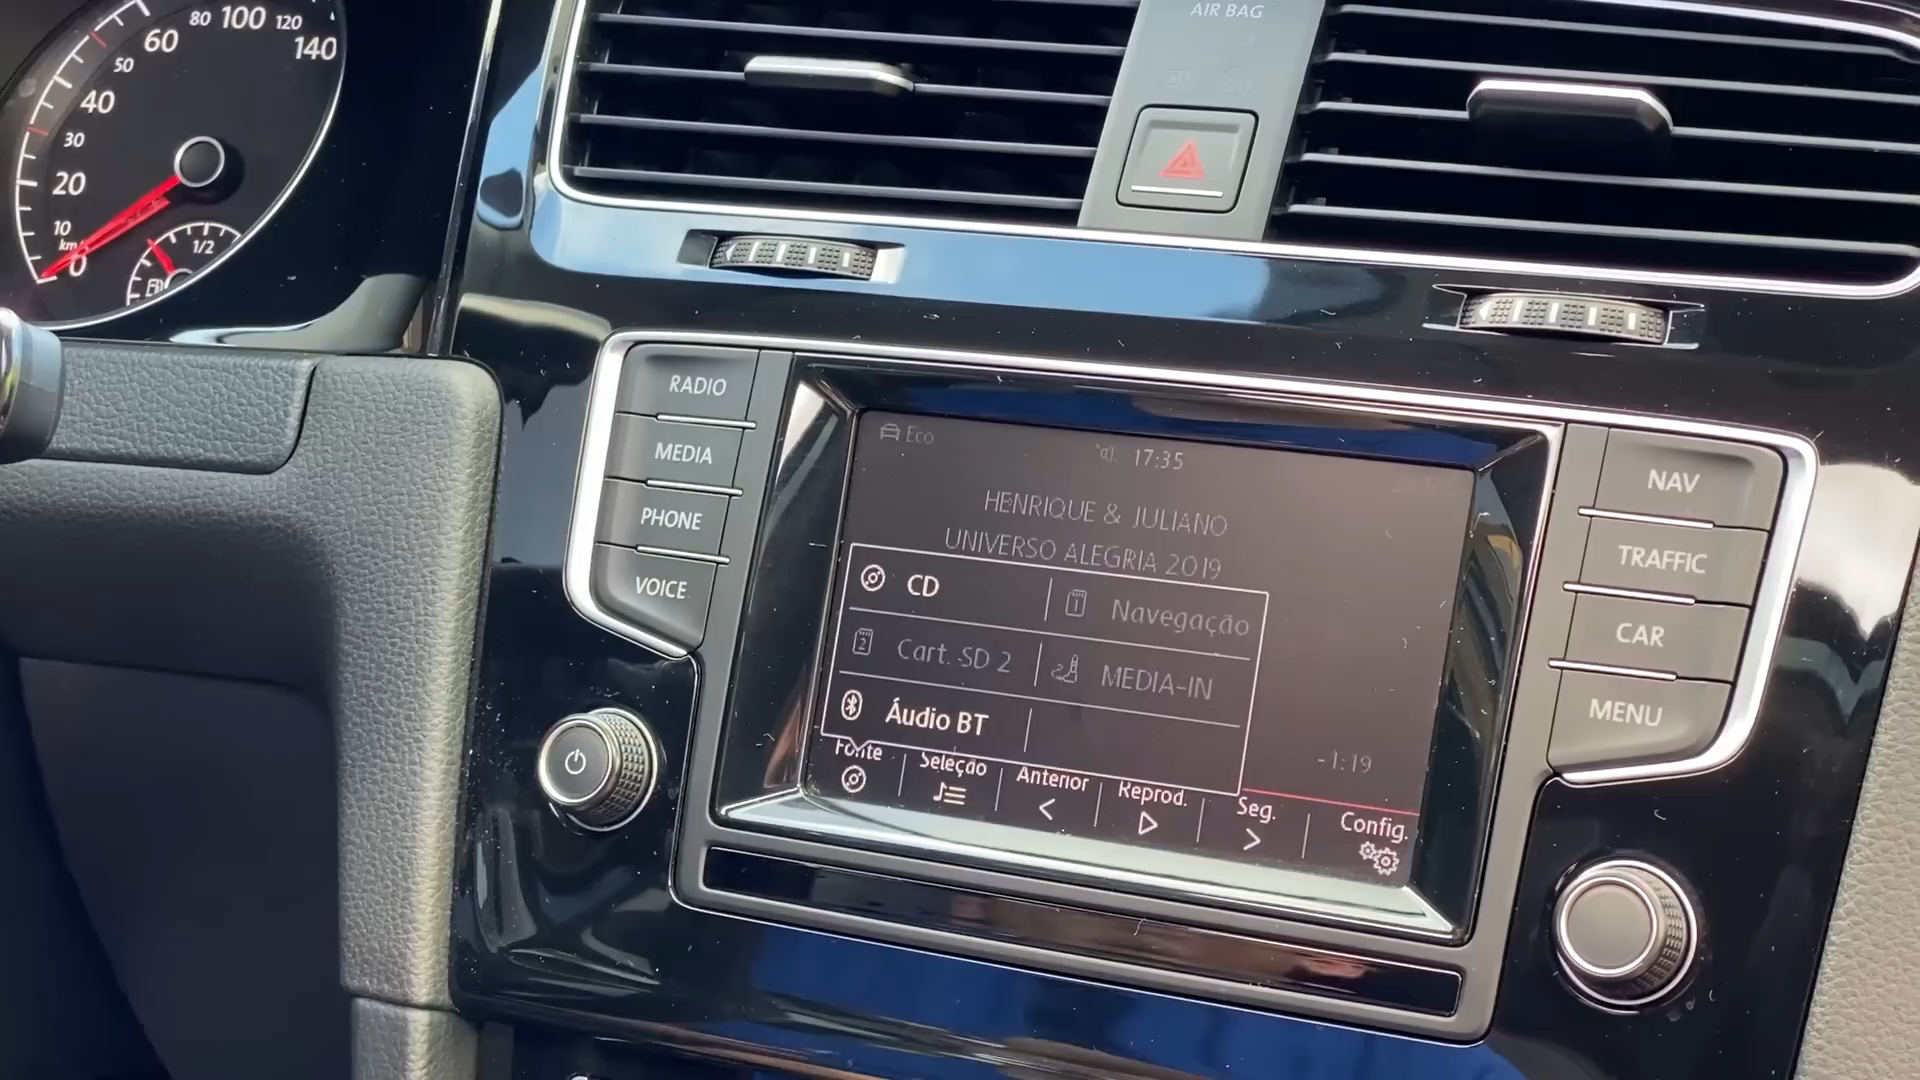 80 100 120
60 140
50
40
30
20
10
km/
0
1/2
AIR BAG
RADIO
MEDIA
PHONE
VOICE
Eco
17:35
HENRIQUE & JULIANO
UNIVERSO ALEGRIA 2019
CD
1 Navegação
2 Cart. SD 2
MEDIA-IN
Áudio BT
-1:19
Fonte
Seleção
Anterior
Reprod.
Seg.
Config.
NAV
TRAFFIC
CAR
MENU